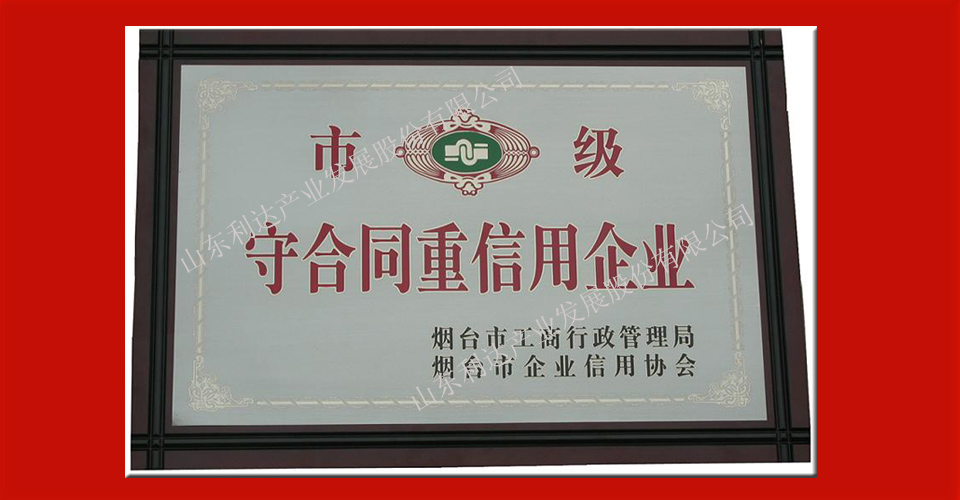 市 级
守合同重信用企业
烟台市工商行政管理局
烟台市企业信用协会
山东利达产业发展股份有限公司
山东利达产业发展股份有限公司